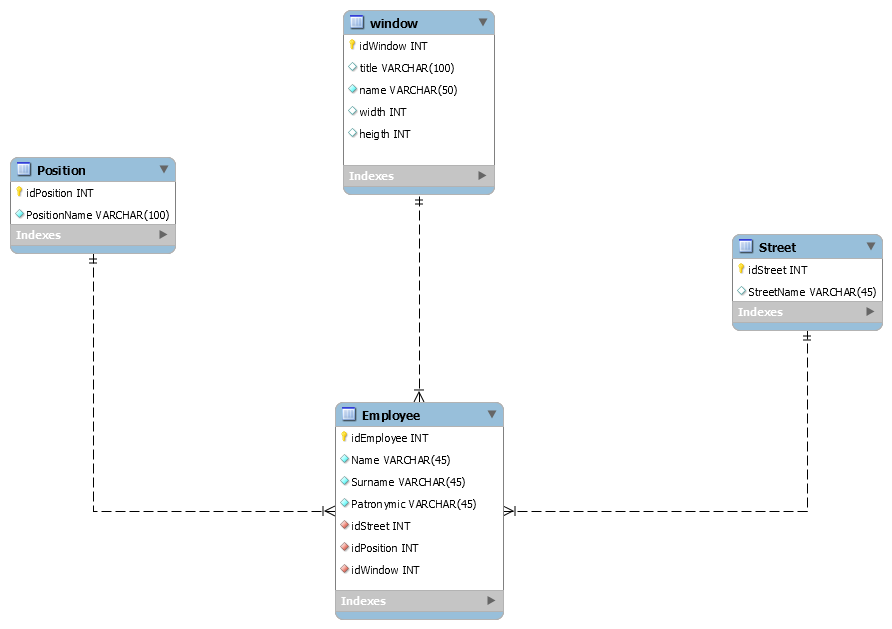 window
idWindow INT
title VARCHAR(100)
name VARCHAR(50)
width INT
heigth INT
Indexes
Position
idPosition INT
PositionName VARCHAR(100)
Indexes
Street
idStreet INT
StreetName VARCHAR(45)
Indexes
Employee
idEmployee INT
Name VARCHAR(45)
Surname VARCHAR(45)
Patronymic VARCHAR(45)
idStreet INT
idPosition INT
idWindow INT
Indexes